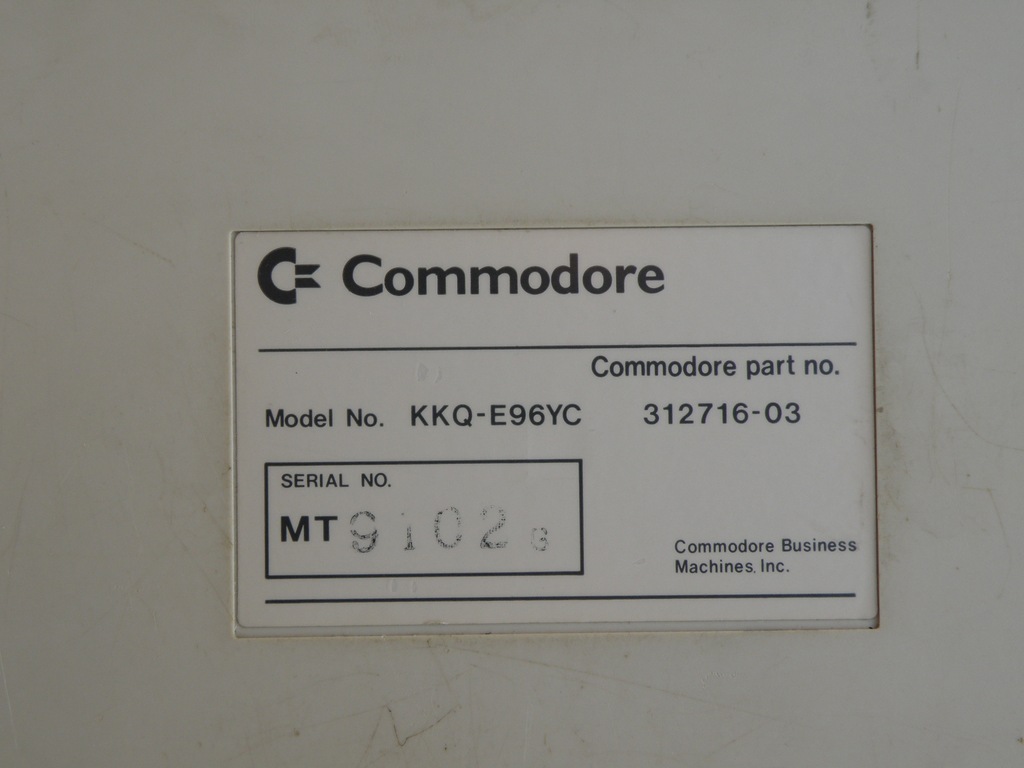 Commodore
Commodore part no.
Model No. KKQ-E96YC 312716-03
SERIAL NO.
MT 9102
Commodore Business
Machines, Inc.